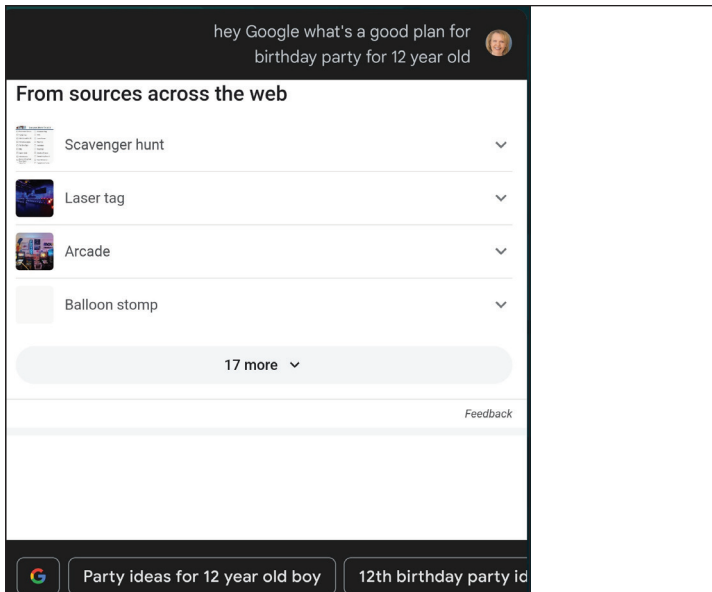 hey Google what's a good plan for
birthday party for 12 year old
From sources across the web
Scavenger hunt
Laser tag
Arcade
Balloon stomp
17 more
Feedback
G
Party ideas for 12 year old boy
12th birthday party id